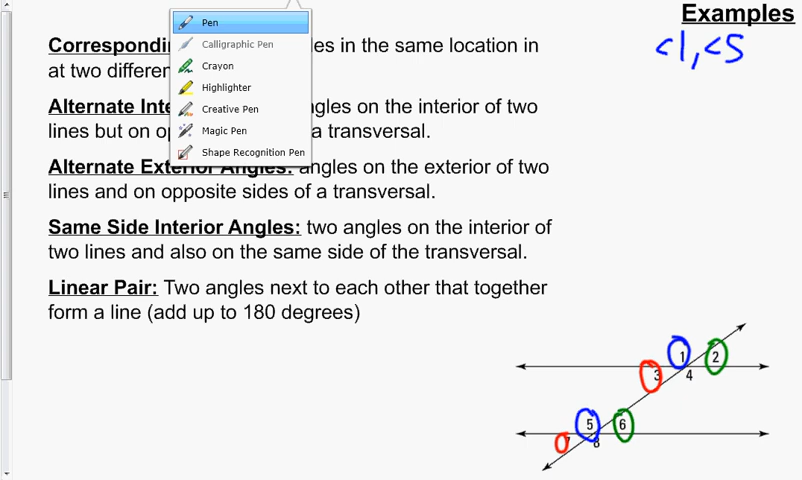 Examples
Pen
Calligraphic Pen
Crayon
Highlighter
Creative Pen
Magic Pen
Shape Recognition Pen
les in the same location in
at two differen
<1, <5
Alternate Inte ngles on the interior of two
lines but on op a transversal.
Alternate Exterior Angles: angles on the exterior of two
lines and on opposite sides of a transversal.
Same Side Interior Angles: two angles on the interior of
two lines and also on the same side of the transversal.
Linear Pair: Two angles next to each other that together
form a line (add up to 180 degrees)
1 2
3 4
5 6
7 8